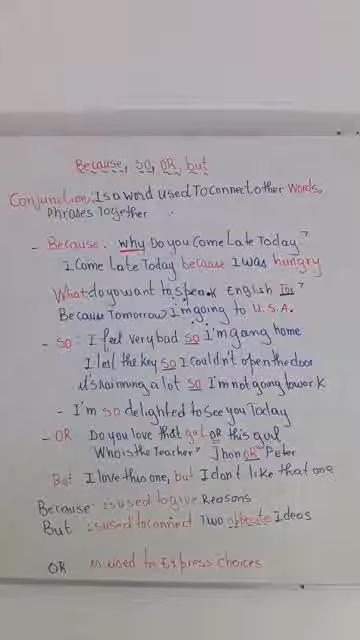 Because, so, OR, but
Conjunction. Is a word used To connect other words,
Phrases Together
- Because. why Do you Come Late Today?
I Come Late Today because I was hungry
What do you want to speak English For?
Because Tomorrow I'm going to U.S.A.
- SO: I feel very bad so I'm going home
I lost the key so I couldn't open the door
it's rainning a lot so I'm not going to work
- I'm so delighted to see you Today
- OR Do you love that gurl OR this gurl
Who is the Teacher? Jhon OR Peter
But I love this one, but I don't like that one
Because is used to give Reasons
But is used to connect Two opposite Ideas
OR is used to Express choices